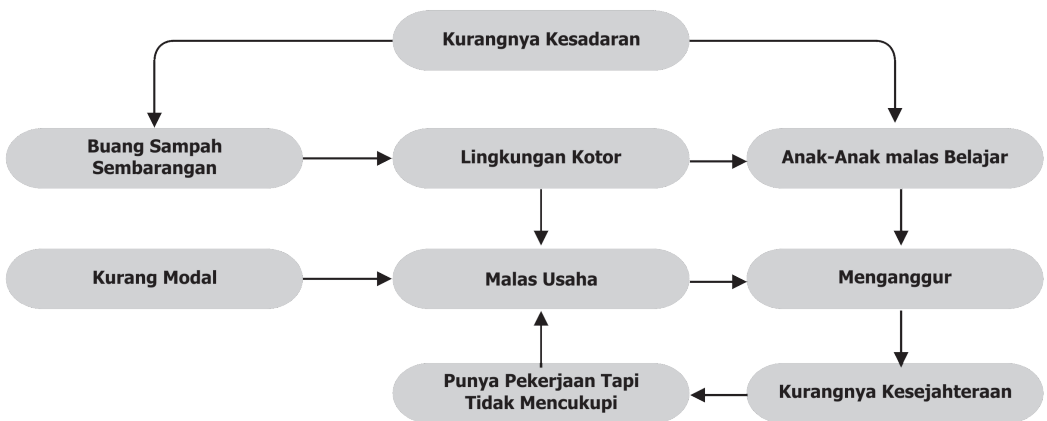 Kurangnya Kesadaran
Buang Sampah
Sembarangan
Lingkungan Kotor
Anak-Anak malas Belajar
Kurang Modal
Malas Usaha
Menganggur
Punya Pekerjaan Tapi
Tidak Mencukupi
Kurangnya Kesejahteraan